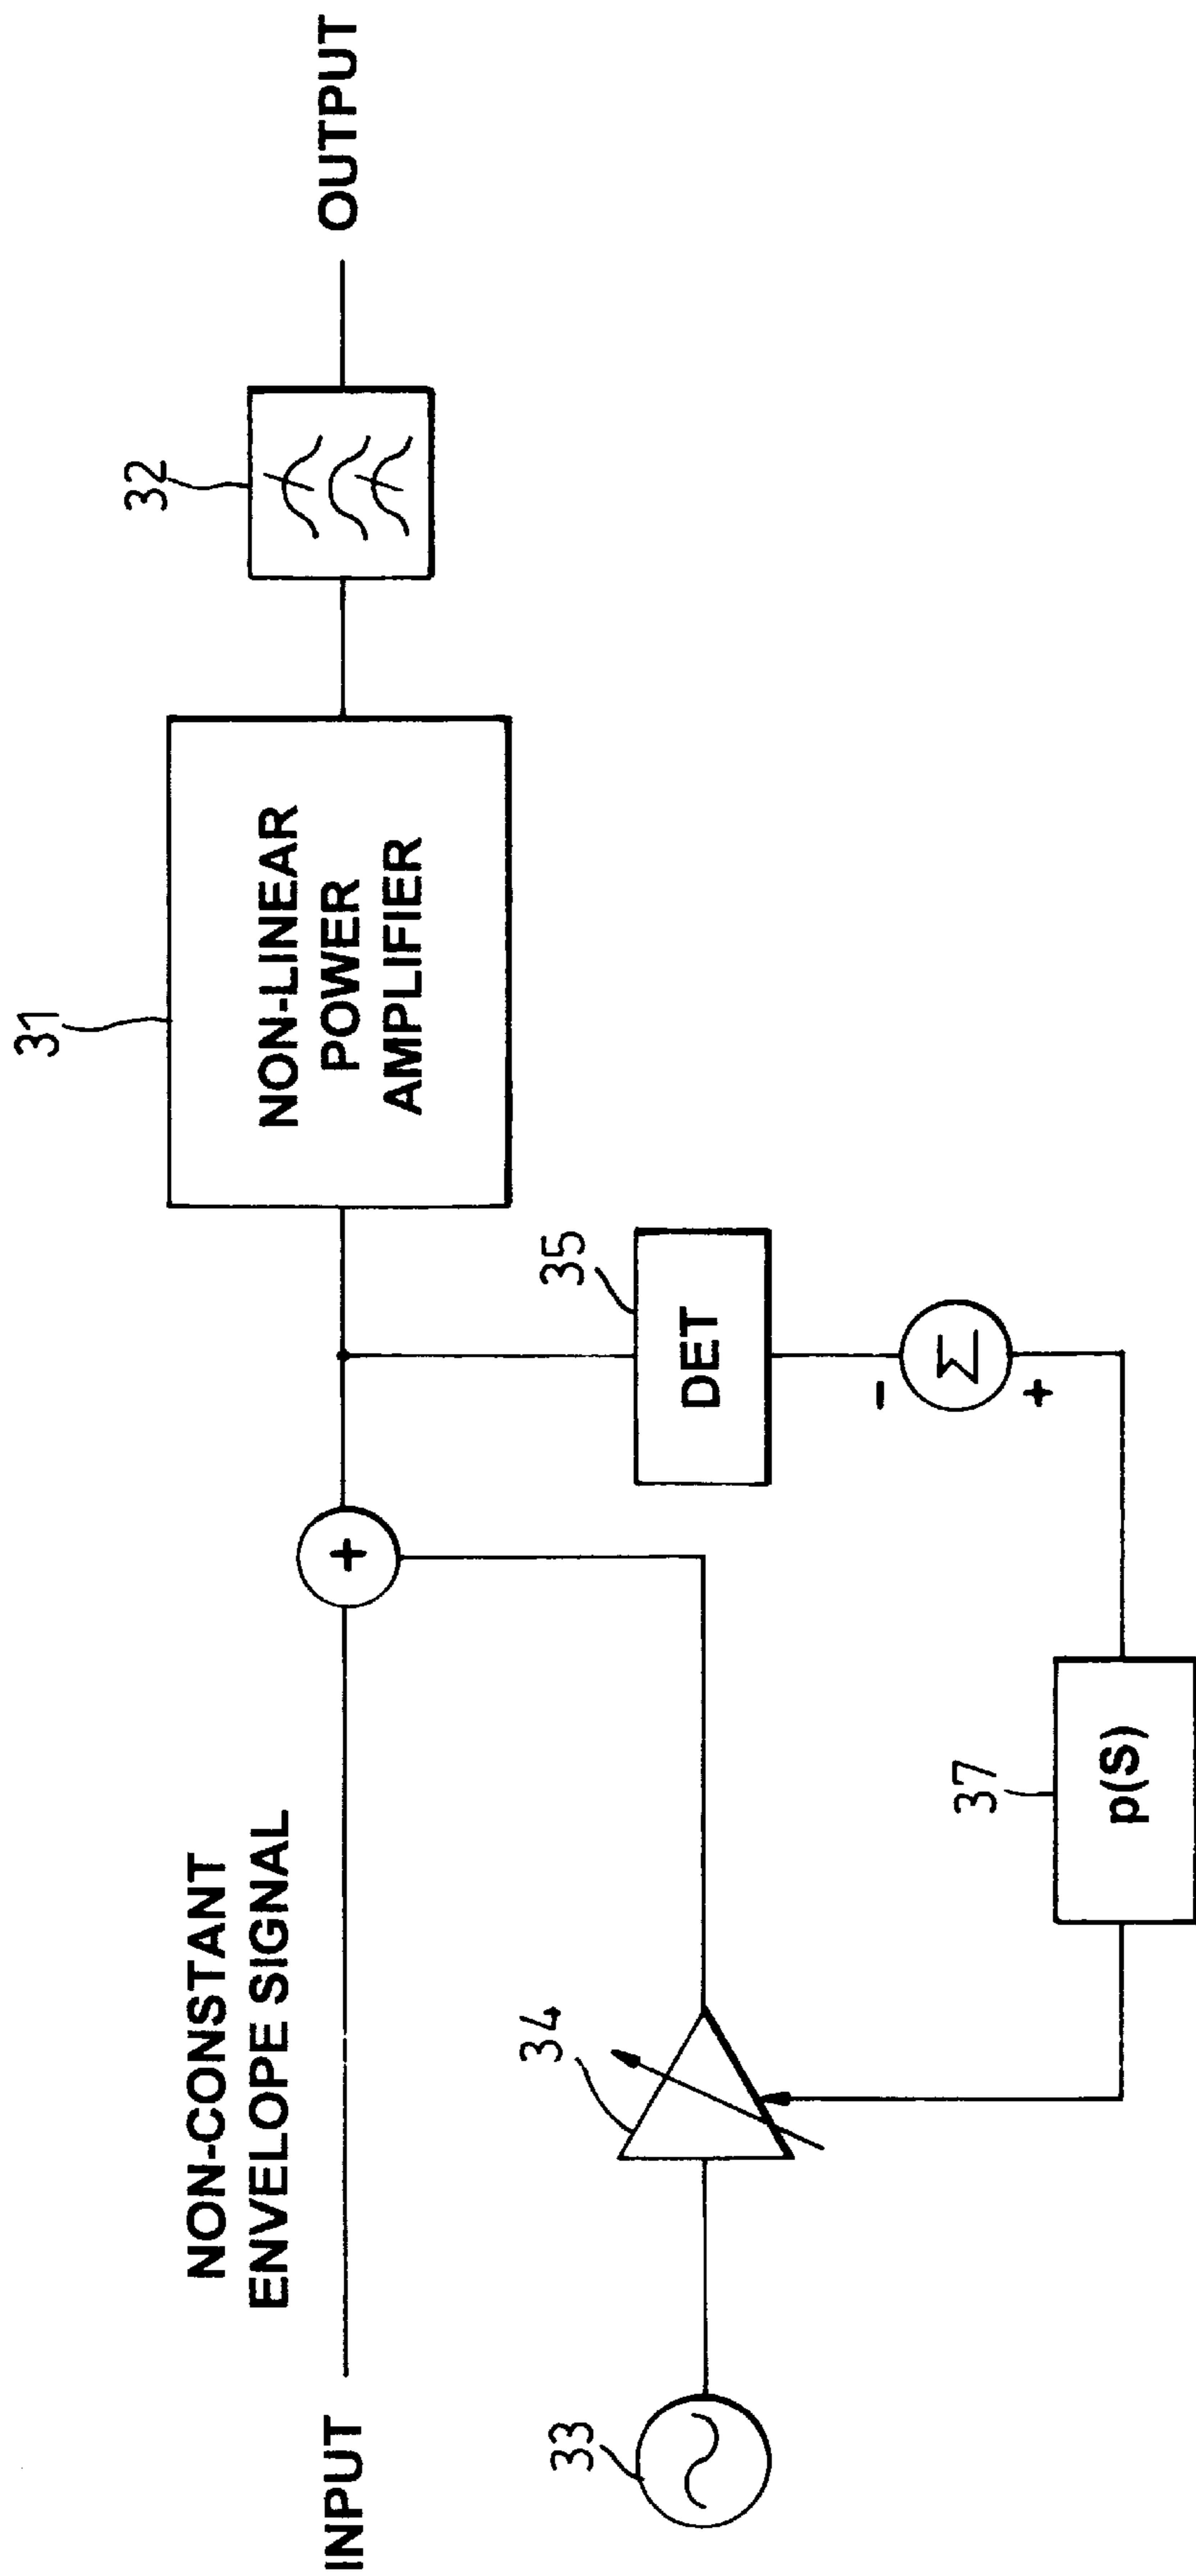 INPUT
NON-CONSTANT
ENVELOPE SIGNAL
+
31
NON-LINEAR
POWER
AMPLIFIER
32
OUTPUT
33
34
35
DET
-
Σ
+
37
p(S)